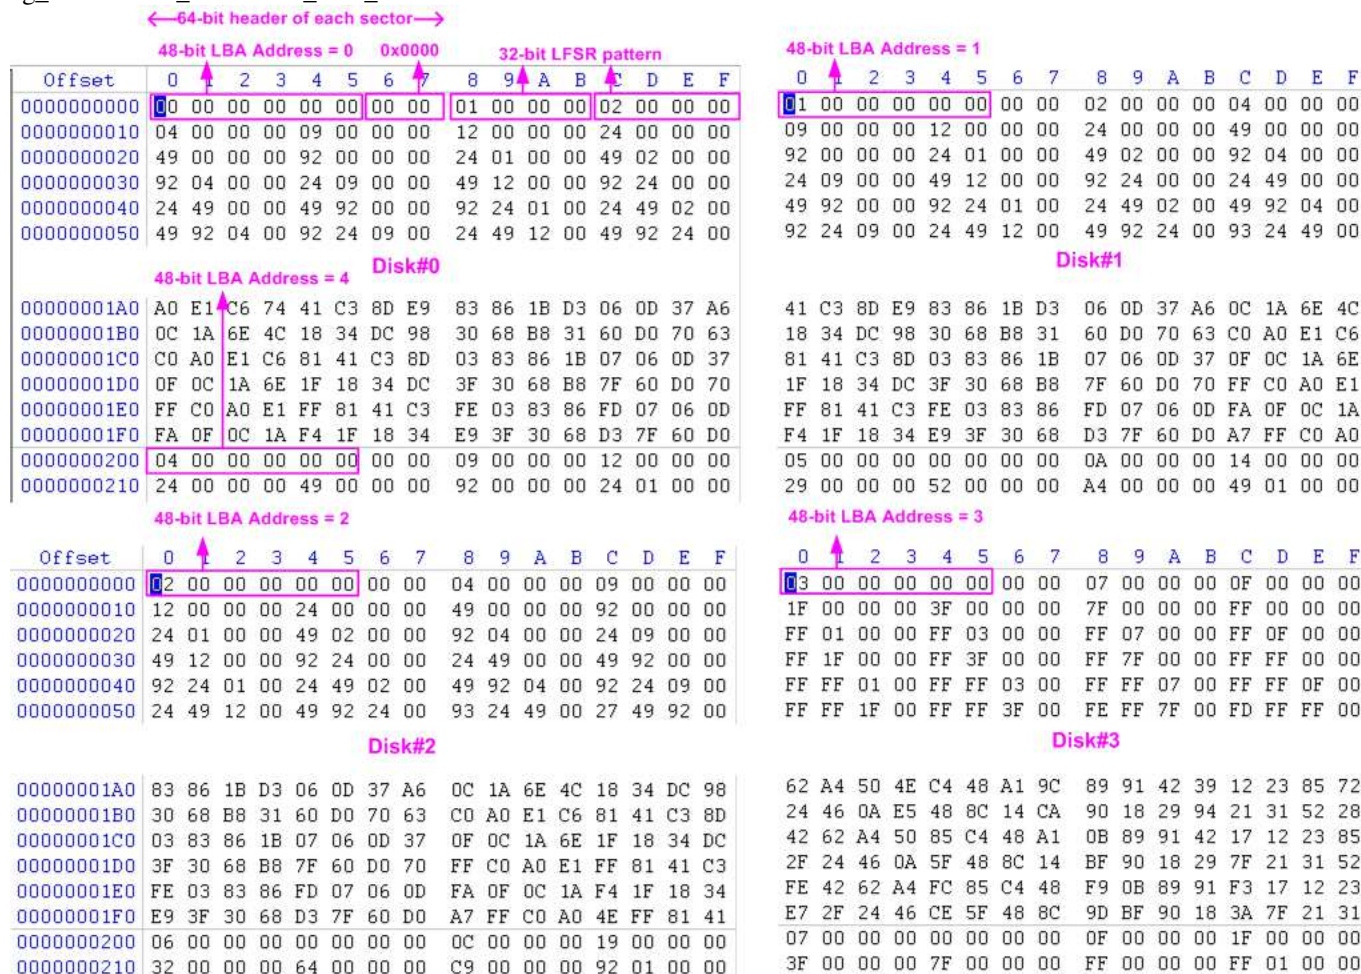 64-bit header of each sector
48-bit LBA Address = 0 0x0000 32-bit LFSR pattern
Offset 0 1 2 3 4 5 6 7 8 9 A B C D E F
0000000000 00 00 00 00 00 00 00 00 01 00 00 00 02 00 00 00
0000000010 04 00 00 00 09 00 00 00 12 00 00 00 24 00 00 00
0000000020 49 00 00 00 92 00 00 00 24 01 00 00 49 02 00 00
0000000030 92 04 00 00 24 09 00 00 49 12 00 00 92 24 00 00
0000000040 24 49 00 00 49 92 00 00 92 24 01 00 24 49 02 00
0000000050 49 92 04 00 92 24 09 00 24 49 12 00 49 92 24 00
Disk#0
48-bit LBA Address = 4
00000001A0 A0 E1 C6 74 41 C3 8D E9 83 86 1B D3 06 0D 37 A6
00000001B0 0C 1A 6E 4C 18 34 DC 98 30 68 B8 31 60 D0 70 63
00000001C0 C0 A0 E1 C6 81 41 C3 8D 03 83 86 1B 07 06 0D 37
00000001D0 0F 0C 1A 6E 1F 18 34 DC 3F 30 68 B8 7F 60 D0 70
00000001E0 FF C0 A0 E1 FF 81 41 C3 FE 03 83 86 FD 07 06 0D
00000001F0 FA 0F 0C 1A F4 1F 18 34 E9 3F 30 68 D3 7F 60 D0
0000000200 04 00 00 00 00 00 00 00 09 00 00 00 12 00 00 00
0000000210 24 00 00 00 49 00 00 00 92 00 00 00 24 01 00 00
48-bit LBA Address = 1
0 1 2 3 4 5 6 7 8 9 A B C D E F
01 00 00 00 00 00 00 00 02 00 00 00 04 00 00 00
09 00 00 00 12 00 00 00 24 00 00 00 49 00 00 00
92 00 00 00 24 01 00 00 49 02 00 00 92 04 00 00
24 09 00 00 49 12 00 00 92 24 00 00 24 49 00 00
49 92 00 00 92 24 01 00 24 49 02 00 49 92 04 00
92 24 09 00 24 49 12 00 49 92 24 00 93 24 49 00
Disk#1
41 C3 8D E9 83 86 1B D3 06 0D 37 A6 0C 1A 6E 4C
18 34 DC 98 30 68 B8 31 60 D0 70 63 C0 A0 E1 C6
81 41 C3 8D 03 83 86 1B 07 06 0D 37 0F 0C 1A 6E
1F 18 34 DC 3F 30 68 B8 7F 60 D0 70 FF C0 A0 E1
FF 81 41 C3 FE 03 83 86 FD 07 06 0D FA 0F 0C 1A
F4 1F 18 34 E9 3F 30 68 D3 7F 60 D0 A7 FF C0 A0
05 00 00 00 00 00 00 00 0A 00 00 00 14 00 00 00
29 00 00 00 52 00 00 00 A4 00 00 00 49 01 00 00
48-bit LBA Address = 2
Offset 0 1 2 3 4 5 6 7 8 9 A B C D E F
0000000000 02 00 00 00 00 00 00 00 04 00 00 00 09 00 00 00
0000000010 12 00 00 00 24 00 00 00 49 00 00 00 92 00 00 00
0000000020 24 01 00 00 49 02 00 00 92 04 00 00 24 09 00 00
0000000030 49 12 00 00 92 24 00 00 24 49 00 00 49 92 00 00
0000000040 92 24 01 00 24 49 02 00 49 92 04 00 92 24 09 00
0000000050 24 49 12 00 49 92 24 00 93 24 49 00 27 49 92 00
Disk#2
00000001A0 83 86 1B D3 06 0D 37 A6 0C 1A 6E 4C 18 34 DC 98
00000001B0 30 68 B8 31 60 D0 70 63 C0 A0 E1 C6 81 41 C3 8D
00000001C0 03 83 86 1B 07 06 0D 37 0F 0C 1A 6E 1F 18 34 DC
00000001D0 3F 30 68 B8 7F 60 D0 70 FF C0 A0 E1 FF 81 41 C3
00000001E0 FE 03 83 86 FD 07 06 0D FA 0F 0C 1A F4 1F 18 34
00000001F0 E9 3F 30 68 D3 7F 60 D0 A7 FF C0 A0 4E FF 81 41
0000000200 06 00 00 00 00 00 00 00 0C 00 00 00 19 00 00 00
0000000210 32 00 00 00 64 00 00 00 C9 00 00 00 92 01 00 00
48-bit LBA Address = 3
0 1 2 3 4 5 6 7 8 9 A B C D E F
03 00 00 00 00 00 00 00 07 00 00 00 0F 00 00 00
1F 00 00 00 3F 00 00 00 7F 00 00 00 FF 00 00 00
FF 01 00 00 FF 03 00 00 FF 07 00 00 FF 0F 00 00
FF 1F 00 00 FF 3F 00 00 FF 7F 00 00 FF FF 00 00
FF FF 01 00 FF FF 03 00 FF FF 07 00 FF FF 0F 00
FF FF 1F 00 FF FF 3F 00 FE FF 7F 00 FD FF FF 00
Disk#3
62 A4 50 4E C4 48 A1 9C 89 91 42 39 12 23 85 72
24 46 0A E5 48 8C 14 CA 90 18 29 94 21 31 52 28
42 62 A4 50 85 C4 48 A1 0B 89 91 42 17 12 23 85
2F 24 46 0A 5F 48 8C 14 BF 90 18 29 7F 21 31 52
FE 42 62 A4 FC 85 C4 48 F9 0B 89 91 F3 17 12 23
E7 2F 24 46 CE 5F 48 8C 9D BF 90 18 3A 7F 21 31
07 00 00 00 00 00 00 00 0F 00 00 00 1F 00 00 00
3F 00 00 00 7F 00 00 00 FF 00 00 00 FF 01 00 00